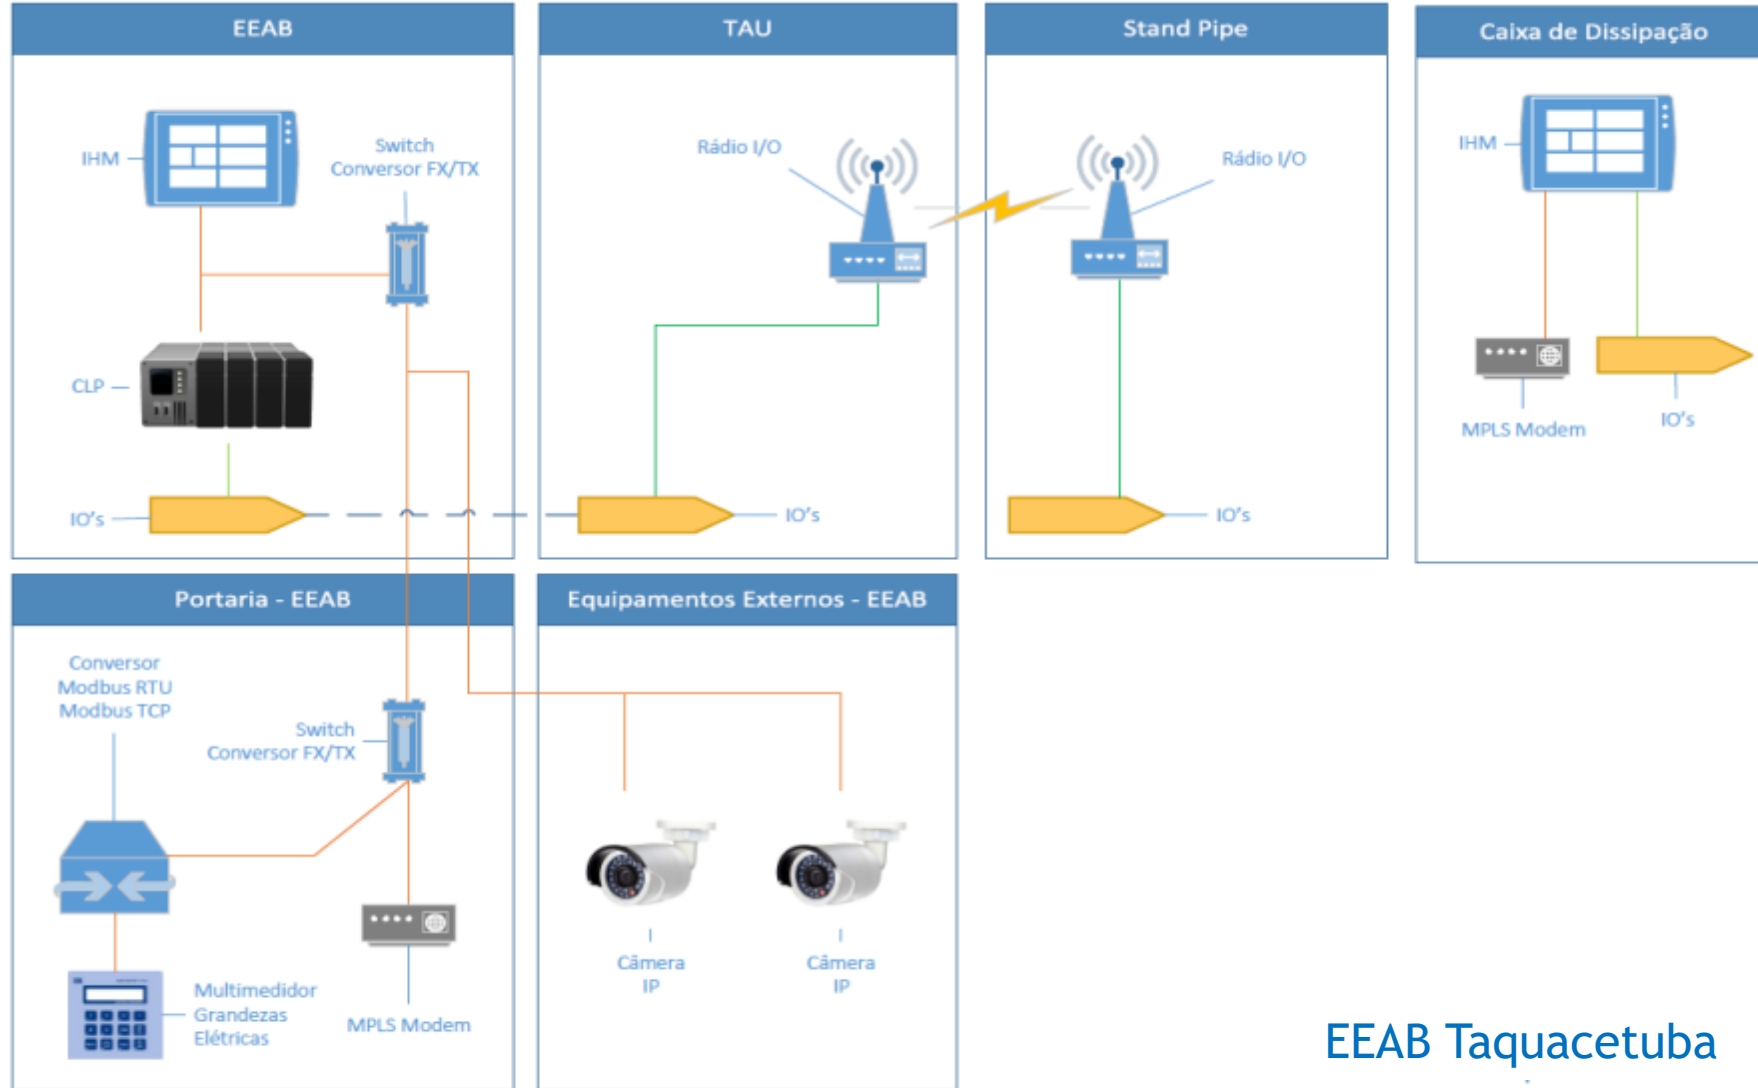 EEAB
TAU
Stand Pipe
Caixa de Dissipação
IHM
Switch
Conversor FX/TX
CLP
IO's
Rádio I/O
IO's
Rádio I/O
IO's
IHM
MPLS Modem
IO's
Portaria - EEAB
Equipamentos Externos - EEAB
Conversor
Modbus RTU
Modbus TCP
Switch
Conversor FX/TX
Multimedidor
Grandezas
Elétricas
MPLS Modem
Câmera
IP
Câmera
IP
EEAB Taquacetuba